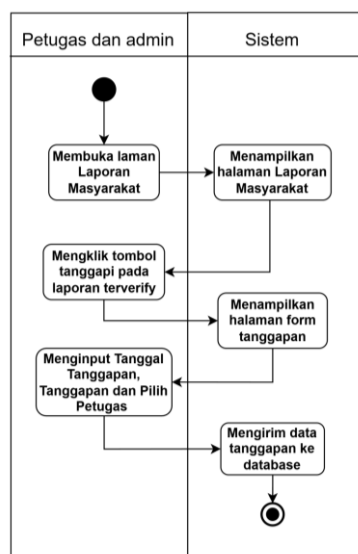 Petugas dan admin
Sistem
Membuka laman
Laporan
Masyarakat
Menampilkan
halaman Laporan
Masyarakat
Mengklik tombol
tanggapi pada
laporan terverify
Menampilkan
halaman form
tanggapan
Menginput Tanggal
Tanggapan,
Tanggapan dan Pilih
Petugas
Mengirim data
tanggapan ke
database